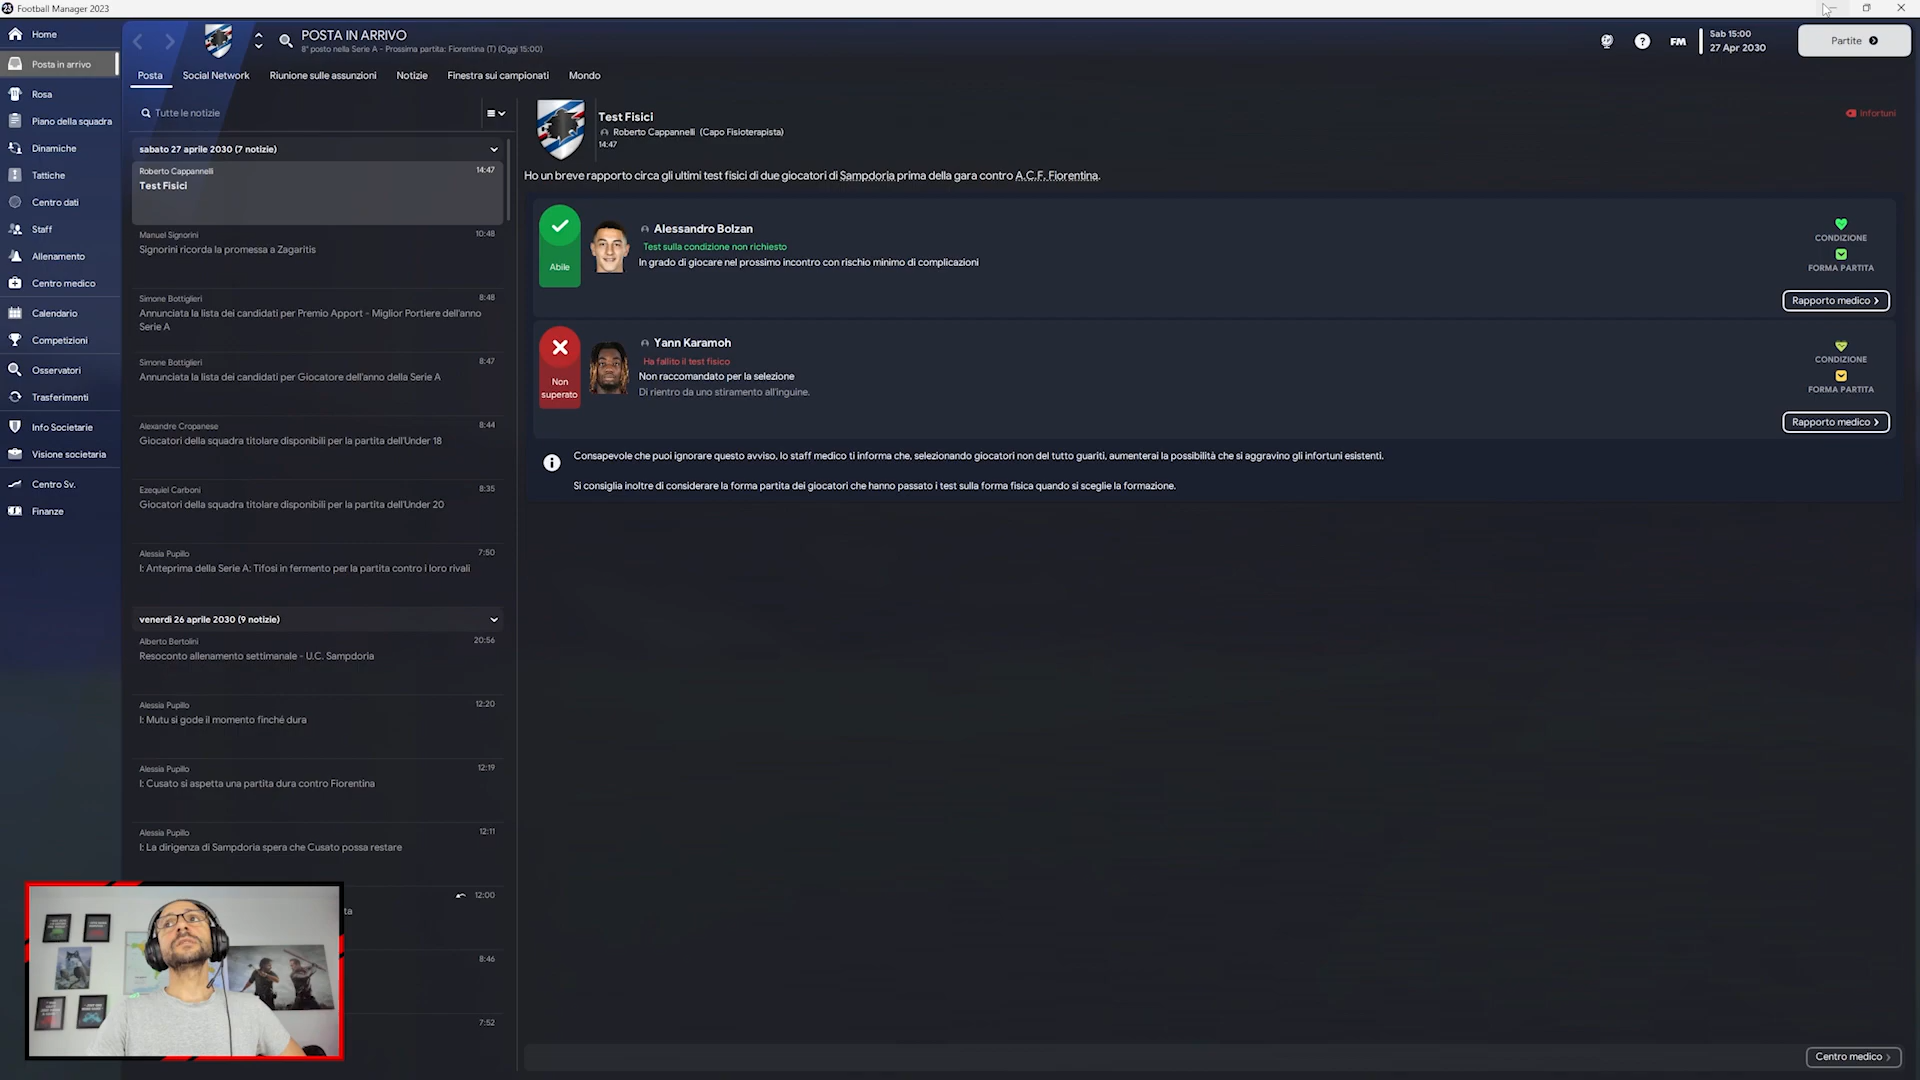 Football Manager 2023
Home
Posta in arrivo
Rosa
Piano della squadra
Dinamiche
Tattiche
Centro dati
Staff
Allenamento
Centro medico
Calendario
Competizioni
Osservatori
Trasferimenti
Info Societarie
Visione societaria
Centro Sv.
Finanze
POSTA IN ARRIVO
8° posto nella Serie A - Prossima partita: Fiorentina (T) (Oggi 15:00)
FM
Sab 15:00
27 Apr 2030
Partite
Posta
Social Network
Riunione sulle assunzioni
Notizie
Finestra sui campionati
Mondo
Tutte le notizie
sabato 27 aprile 2030 (7 notizie)
Roberto Cappannelli 14:47
Test Fisici
Manuel Signorini 10:48
Signorini ricorda la promessa a Zagaritis
Simone Bottiglieri 8:48
Annunciata la lista dei candidati per Premio Apport - Miglior Portiere dell'anno
Serie A
Simone Bottiglieri 8:47
Annunciata la lista dei candidati per Giocatore dell'anno della Serie A
Alexandre Cropanese 8:44
Giocatori della squadra titolare disponibili per la partita dell'Under 18
Ezequiel Carboni 8:35
Giocatori della squadra titolare disponibili per la partita dell'Under 20
Alessia Pupillo 7:50
I: Anteprima della Serie A: Tifosi in fermento per la partita contro i loro rivali
venerdì 26 aprile 2030 (9 notizie)
Alberto Bertolini 20:56
Resoconto allenamento settimanale - U.C. Sampdoria
Alessia Pupillo 12:20
I: Mutu si gode il momento finché dura
Alessia Pupillo 12:19
I: Cusato si aspetta una partita dura contro Fiorentina
Alessia Pupillo 12:11
I: La dirigenza di Sampdoria spera che Cusato possa restare
12:00
ta
8:46
7:52
Test Fisici
Roberto Cappannelli (Capo Fisioterapista)
14:47
Infortuni
Ho un breve rapporto circa gli ultimi test fisici di due giocatori di Sampdoria prima della gara contro A.C.F. Fiorentina.
Abile
Alessandro Bolzan
Test sulla condizione non richiesto
In grado di giocare nel prossimo incontro con rischio minimo di complicazioni
CONDIZIONE
FORMA PARTITA
Rapporto medico
Non
superato
Yann Karamoh
Ha fallito il test fisico
Non raccomandato per la selezione
Di rientro da uno stiramento all'inguine.
CONDIZIONE
FORMA PARTITA
Rapporto medico
Consapevole che puoi ignorare questo avviso, lo staff medico ti informa che, selezionando giocatori non del tutto guariti, aumenterai la possibilità che si aggravino gli infortuni esistenti.
Si consiglia inoltre di considerare la forma partita dei giocatori che hanno passato i test sulla forma fisica quando si sceglie la formazione.
Centro medico